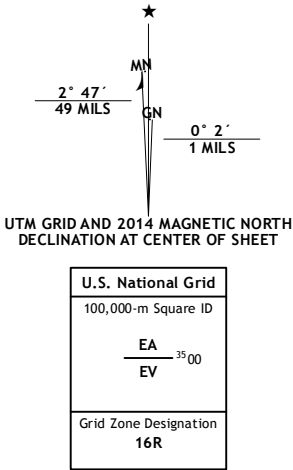 ★
MN
2° 47´
49 MILS
GN
0° 2´
1 MILS
UTM GRID AND 2014 MAGNETIC NORTH
DECLINATION AT CENTER OF SHEET
U.S. National Grid
100,000-m Square ID
EA
³⁵00
EV
Grid Zone Designation
16R